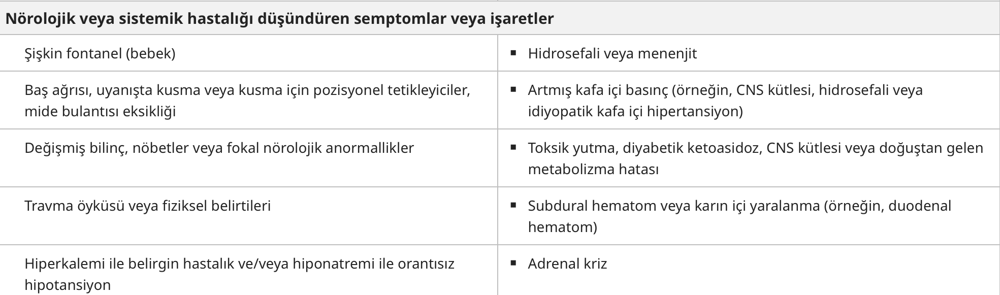 Nörolojik veya sistemik hastalığı düşündüren semptomlar veya işaretler
Şişkin fontanel (bebek)
▪ Hidrosefali veya menenjit
Baş ağrısı, uyanışta kusma veya kusma için pozisyonel tetikleyiciler,
mide bulantısı eksikliği
▪ Artmış kafa içi basınç (örneğin, CNS kütlesi, hidrosefali veya
idiyopatik kafa içi hipertansiyon)
Değişmiş bilinç, nöbetler veya fokal nörolojik anormallikler
▪ Toksik yutma, diyabetik ketoasidoz, CNS kütlesi veya doğuştan gelen
metabolizma hatası
Travma öyküsü veya fiziksel belirtileri
▪ Subdural hematom veya karın içi yaralanma (örneğin, duodenal
hematom)
Hiperkalemi ile belirgin hastalık ve/veya hiponatremi ile orantısız
hipotansiyon
▪ Adrenal kriz